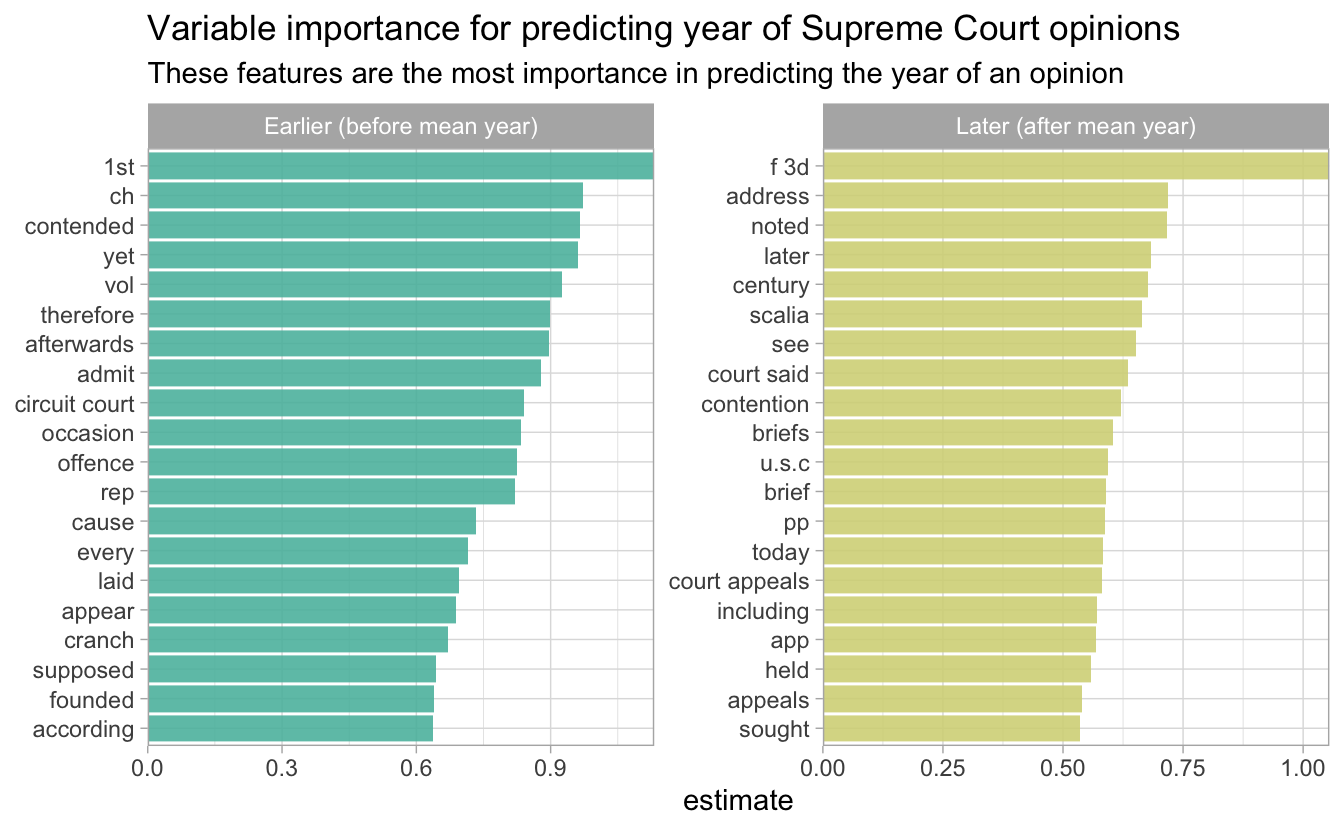 Variable importance for predicting year of Supreme Court opinions
These features are the most importance in predicting the year of an opinion
Earlier (before mean year)
1st
ch
contended
yet
vol
therefore
afterwards
admit
circuit court
occasion
offence
rep
cause
every
laid
appear
cranch
supposed
founded
according
0.0 0.3 0.6 0.9
Later (after mean year)
f 3d
address
noted
later
century
scalia
see
court said
contention
briefs
u.s.c
brief
pp
today
court appeals
including
app
held
appeals
sought
0.00 0.25 0.50 0.75 1.00
estimate